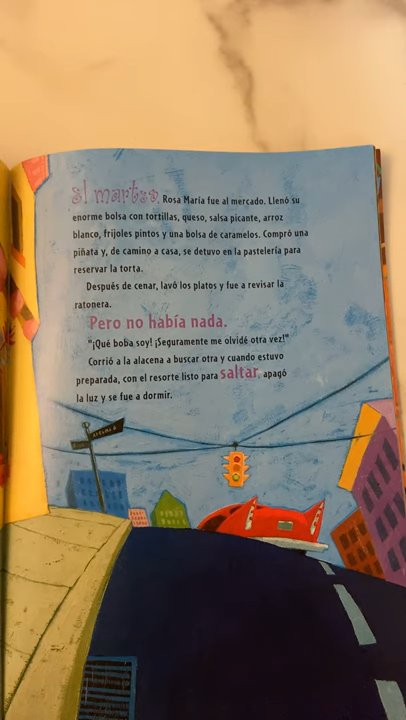 El martes, Rosa María fue al mercado. Llenó su
enorme bolsa con tortillas, queso, salsa picante, arroz
blanco, frijoles pintos y una bolsa de caramelos. Compró una
piñata y, de camino a casa, se detuvo en la pastelería para
reservar la torta.
Después de cenar, lavó los platos y fue a revisar la
ratonera.
Pero no había nada.
"¡Qué boba soy! ¡Seguramente me olvidé otra vez!"
Corrió a la alacena a buscar otra y cuando estuvo
preparada, con el resorte listo para saltar, apagó
la luz y se fue a dormir.